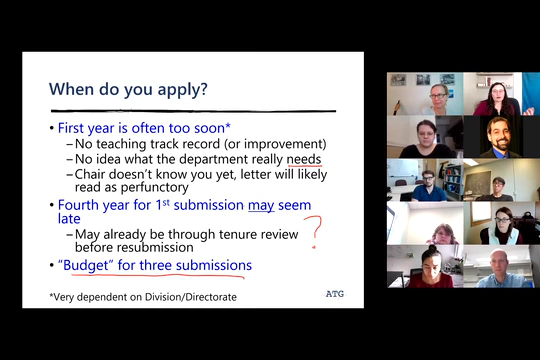 When do you apply?
• First year is often too soon*
–No teaching track record (or improvement)
–No idea what the department really needs
–Chair doesn't know you yet, letter will likely
read as perfunctory
• Fourth year for 1st submission may seem
late
–May already be through tenure review
before resubmission
?
• "Budget" for three submissions
*Very dependent on Division/Directorate
ATG